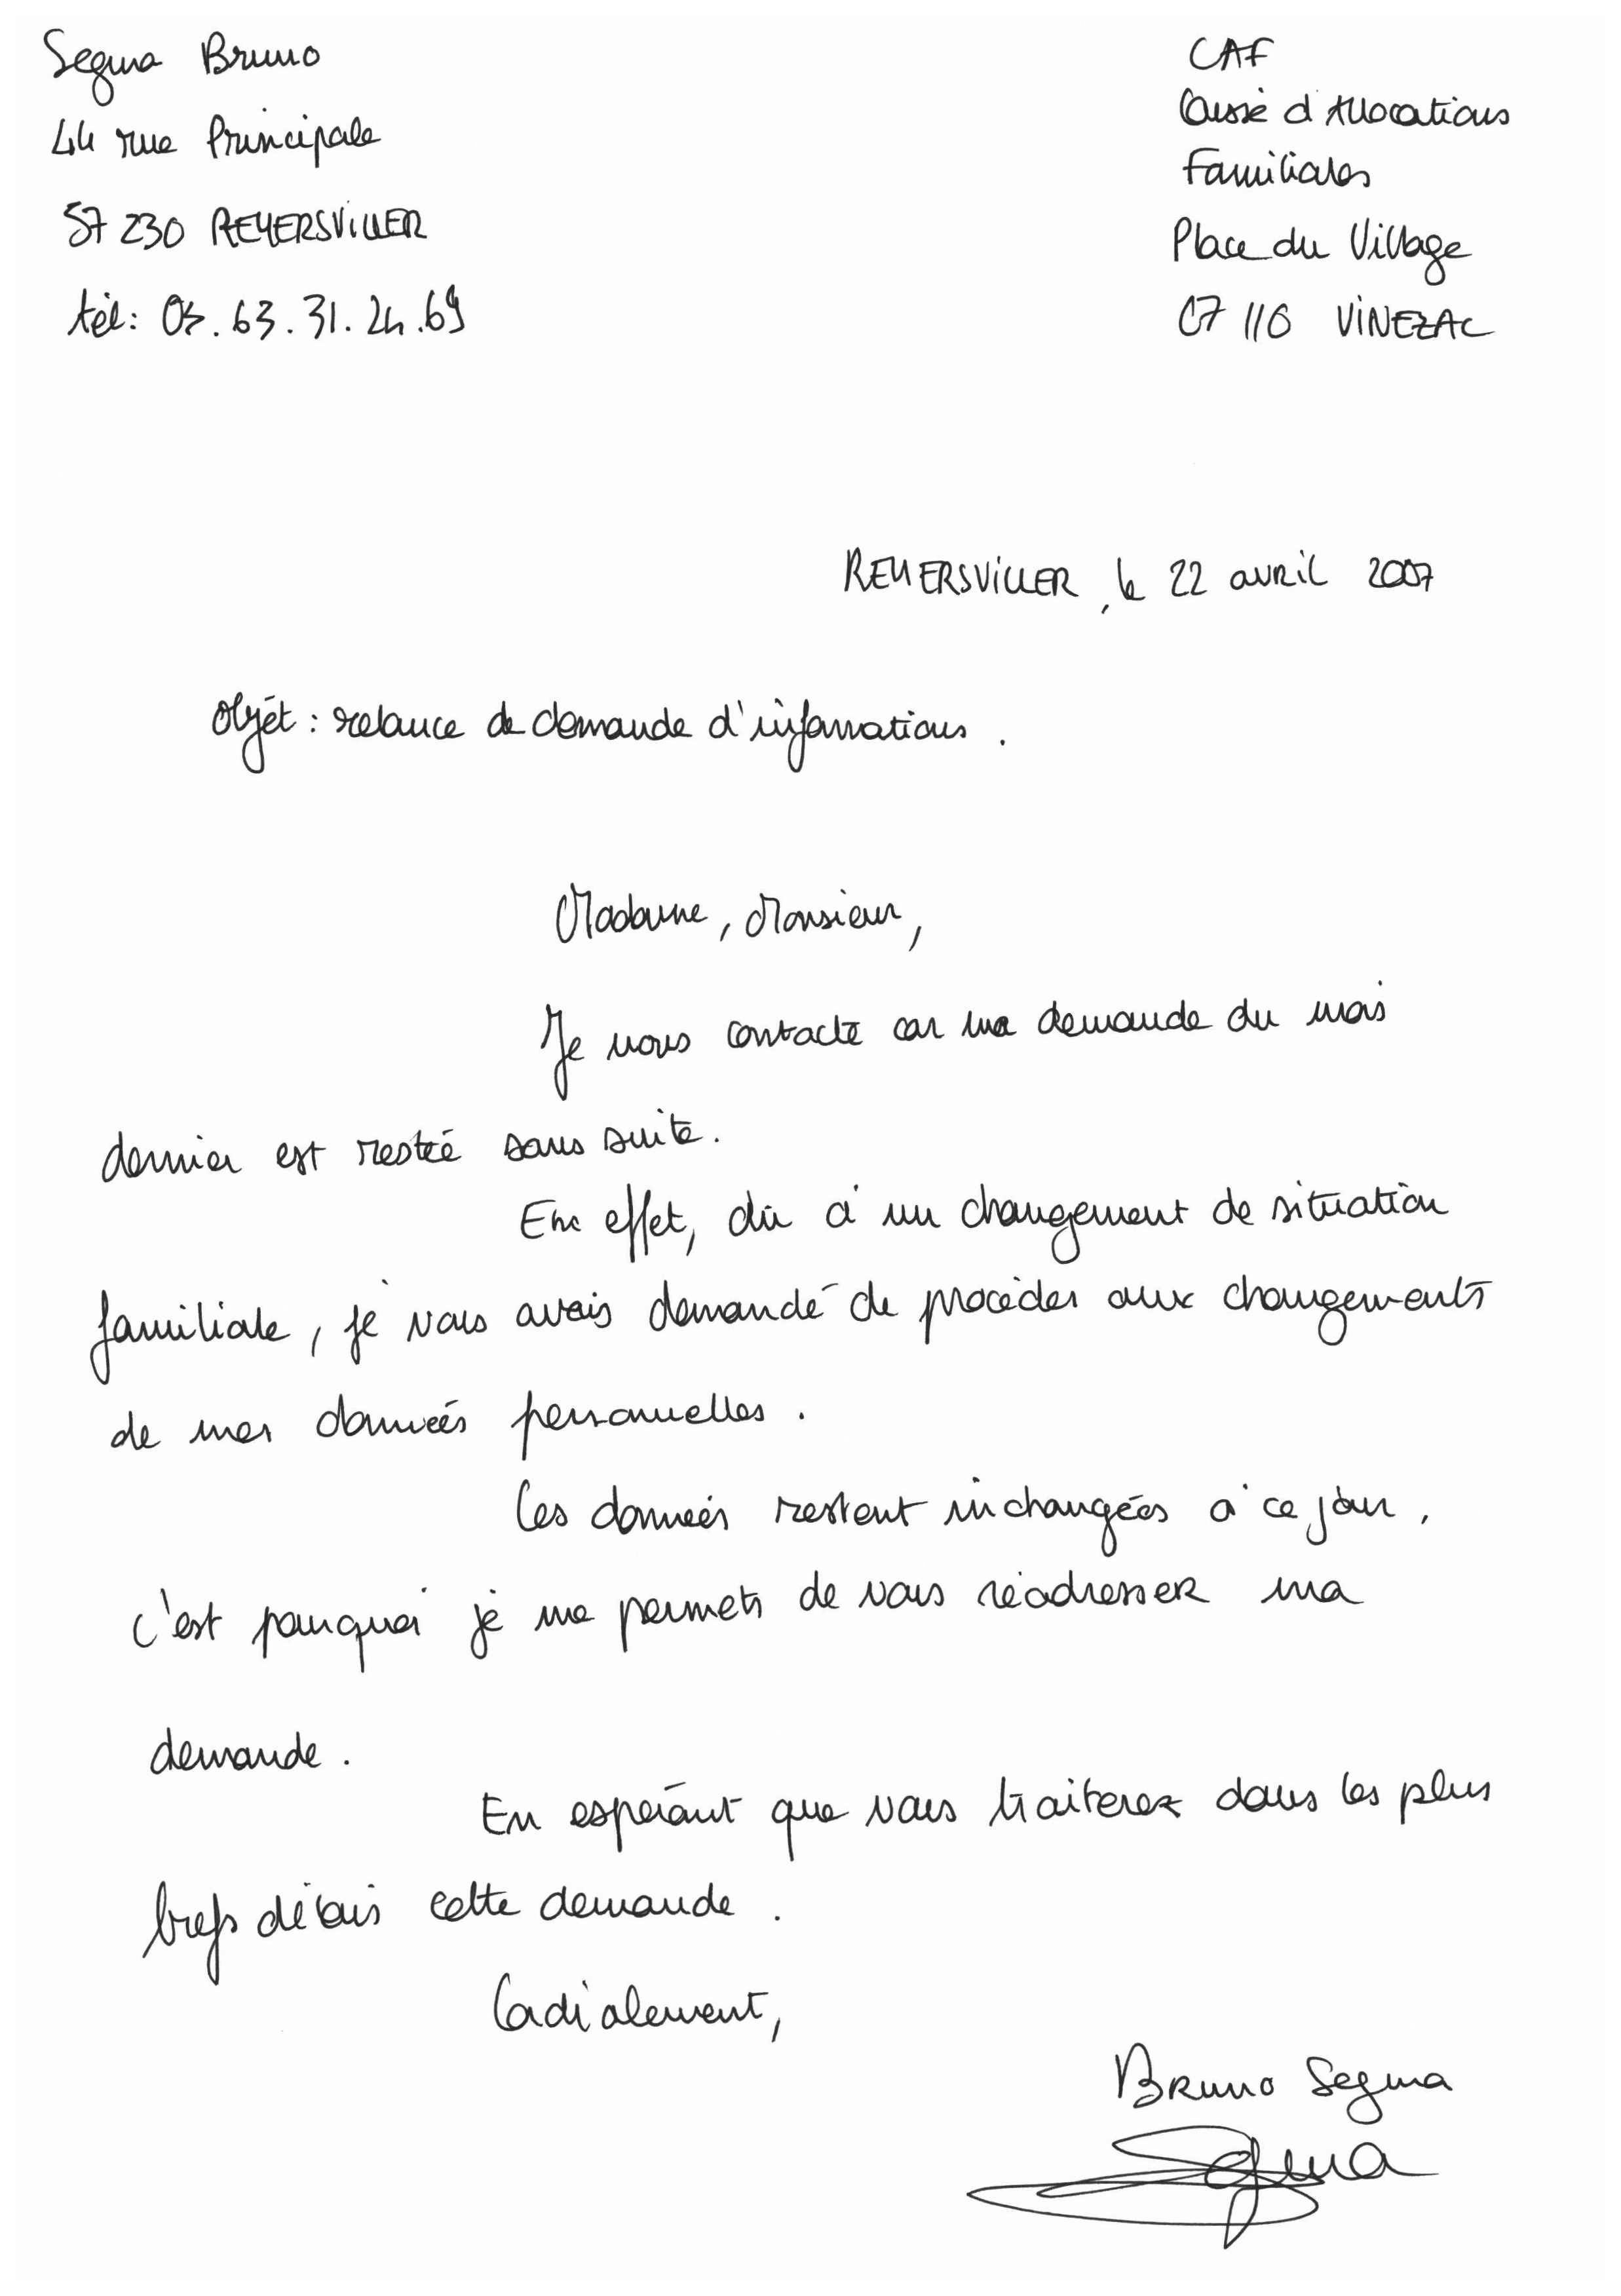 Segma Bruno
44 rue Principale
57 230 REYERSVILLER
tél: 03.63.31.24.69
CAF
Caisse d'Allocations
Familiales
Place du Village
07 110 VINEZAC
REYERSVILLER, le 22 avril 2007
Objet : relance de demande d'informations.
Madame, Monsieur,
Je vous contacte car ma demande du mois
dernier est restée sans suite.
En effet, dû à un changement de situation
familiale, je vous avais demandé de procéder aux changements
de mes données personnelles.
Ces données restent inchangées à ce jour,
c'est pourquoi je me permets de vous réadresser ma
demande.
En espérant que vous traiterez dans les plus
brefs délais cette demande.
Cordialement,
Bruno Segma
Segma